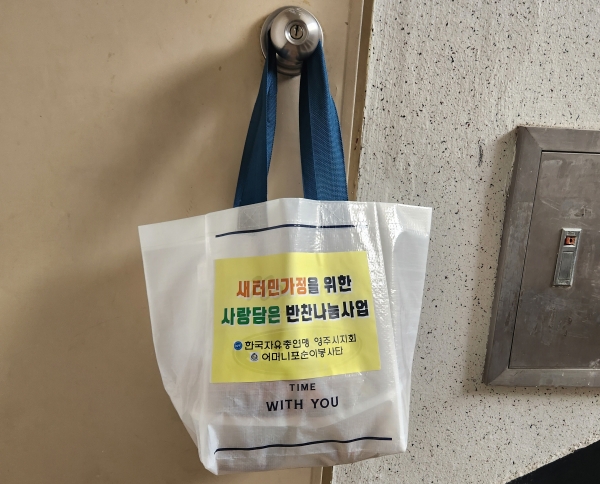 새터민가정을 위한
사랑담은 반찬나눔사업
한국자유총연맹 영주시지회
어머니포순이봉사단
TIME
WITH YOU